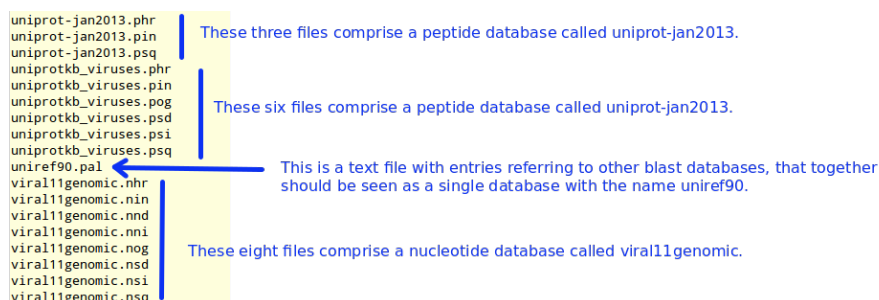 uniprot-jan2013.phr
uniprot-jan2013.pin
uniprot-jan2013.psq
These three files comprise a peptide database called uniprot-jan2013.
uniprotkb_viruses.phr
uniprotkb_viruses.pin
uniprotkb_viruses.pog
uniprotkb_viruses.psd
uniprotkb_viruses.psi
uniprotkb_viruses.psq
These six files comprise a peptide database called uniprot-jan2013.
uniref90.pal
This is a text file with entries referring to other blast databases, that together
should be seen as a single database with the name uniref90.
viral11genomic.nhr
viral11genomic.nin
viral11genomic.nnd
viral11genomic.nni
viral11genomic.nog
viral11genomic.nsd
viral11genomic.nsi
viral11genomic.nsq
These eight files comprise a nucleotide database called viral11genomic.